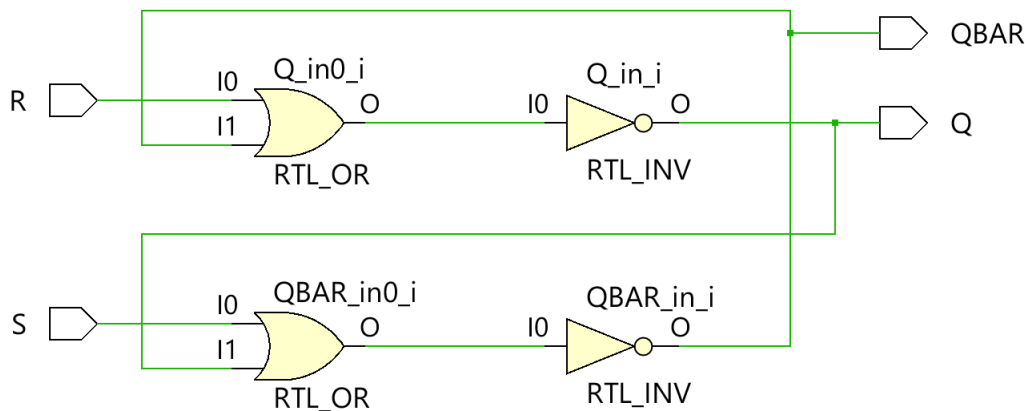 QBAR
Q_in0_i
Q_in_i
R
I0
O
I0
O
Q
I1
RTL_OR
RTL_INV
QBAR_in0_i
QBAR_in_i
S
I0
O
I0
O
I1
RTL_OR
RTL_INV